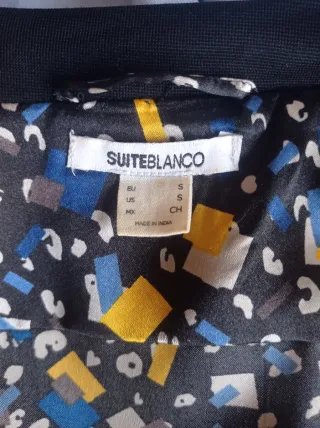 SUITEBLANCO
EU S
US S
MX CH
MADE IN INDIA